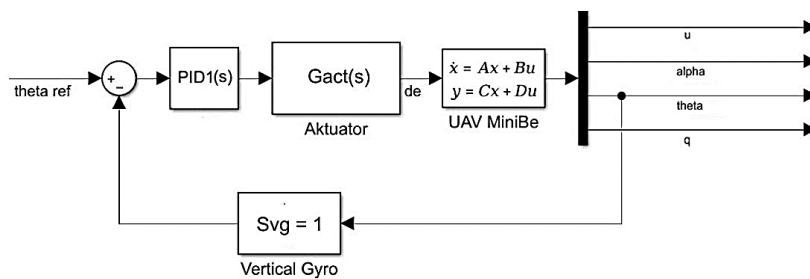 theta ref
+
−
PID1(s)
Gact(s)
Aktuator
de
ẋ = Ax + Bu
y = Cx + Du
UAV MiniBe
u
alpha
theta
q
Svg = 1
Vertical Gyro